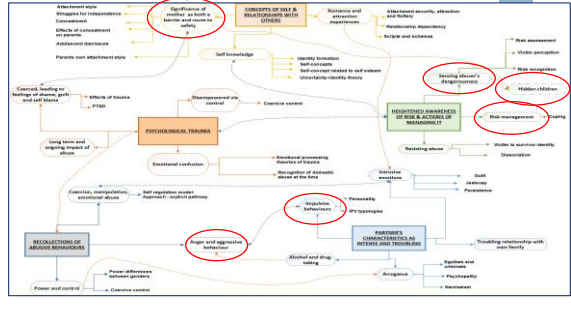 Attachment style
Struggles for independence
Concealment
Effects of concealment
on parents
Adolescent disclosure
Parents own attachment style
Significance of
mother as both a
barrier and route to
safety
CONCEPTS OF SELF &
RELATIONSHIPS WITH
OTHERS
Romance and
attraction
experiences
Attachment security, attraction
and flattery
Relationship dependency
Scripts and schemas
Self knowledge
Identity formation
Self-concepts
Self-concept related to self esteem
Uncertainty-identity theory
Risk assessment
Victim perception
Risk recognition
Sensing abuser's
dangerousness
Hidden children
HEIGHTENED AWARENESS
OF RISK & ACTIONS OF
MANAGING IT
Risk management
Coping
Resisting abuse
Victim to survivor identity
Dissociation
Coerced, leading to
feelings of shame, guilt
and self blame
Effects of trauma
PTSD
Disempowered via
control
Coercive control
PSYCHOLOGICAL TRAUMA
Long term and
ongoing impact of
abuse
Emotional confusion
Emotional processing
theories of trauma
Recognition of domestic
abuse at the time
Intrusive
emotions
Guilt
Jealousy
Persistence
Coercion, manipulation,
emotional abuse
Self regulation model
Approach - explicit pathway
Impulsive
behaviours
Personality
IPV typologies
RECOLLECTIONS OF
ABUSIVE BEHAVIOURS
Anger and aggressive
behaviour
PARTNER'S
CHARACTERISTICS AS
INTENSE AND TROUBLING
Troubling relationship with
own family
Alcohol and drug-
taking
Arrogance
Egotism and
criminals
Psychopathy
Narcissism
Power and control
Power differences
between genders
Coercive control